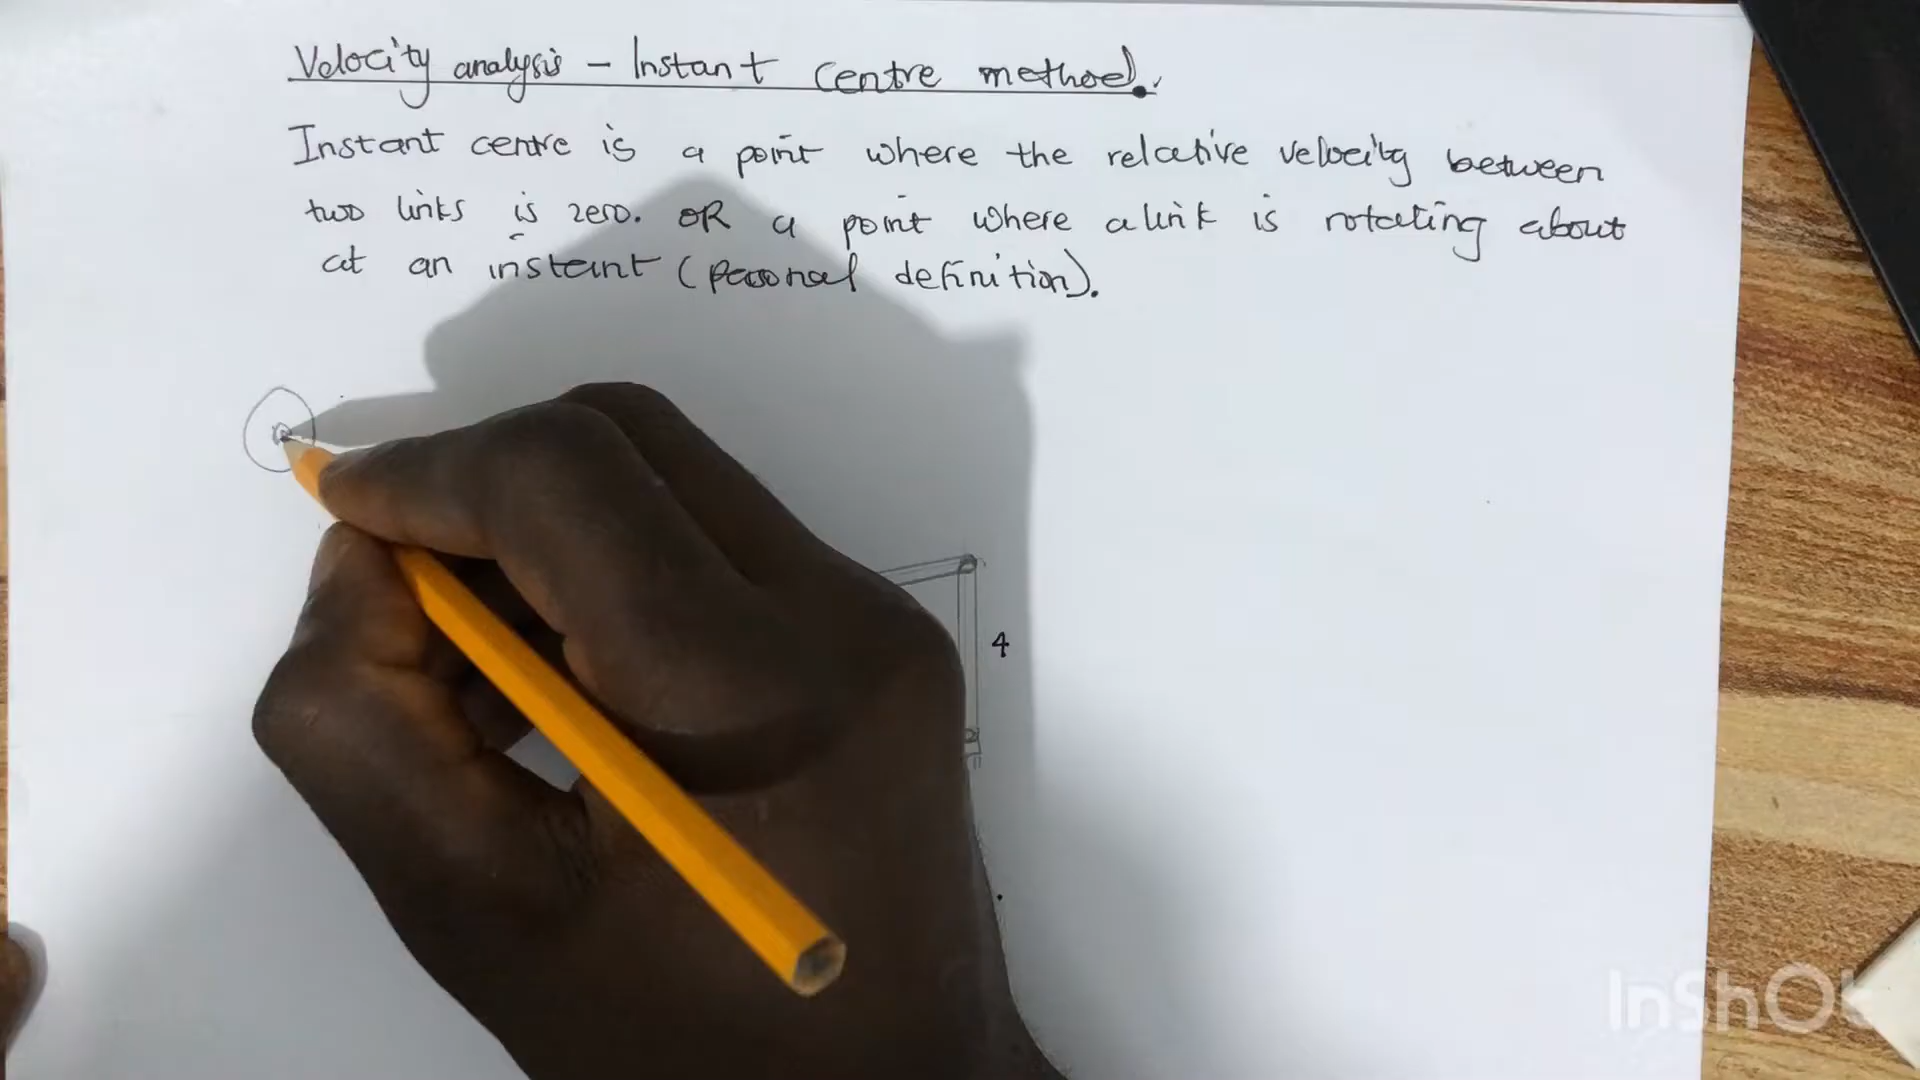 Velocity analysis - Instant centre method.
Instant centre is a point where the relative velocity between
two links is zero. OR a point where a link is rotating about
at an instant (personal definition).
4
InShOt